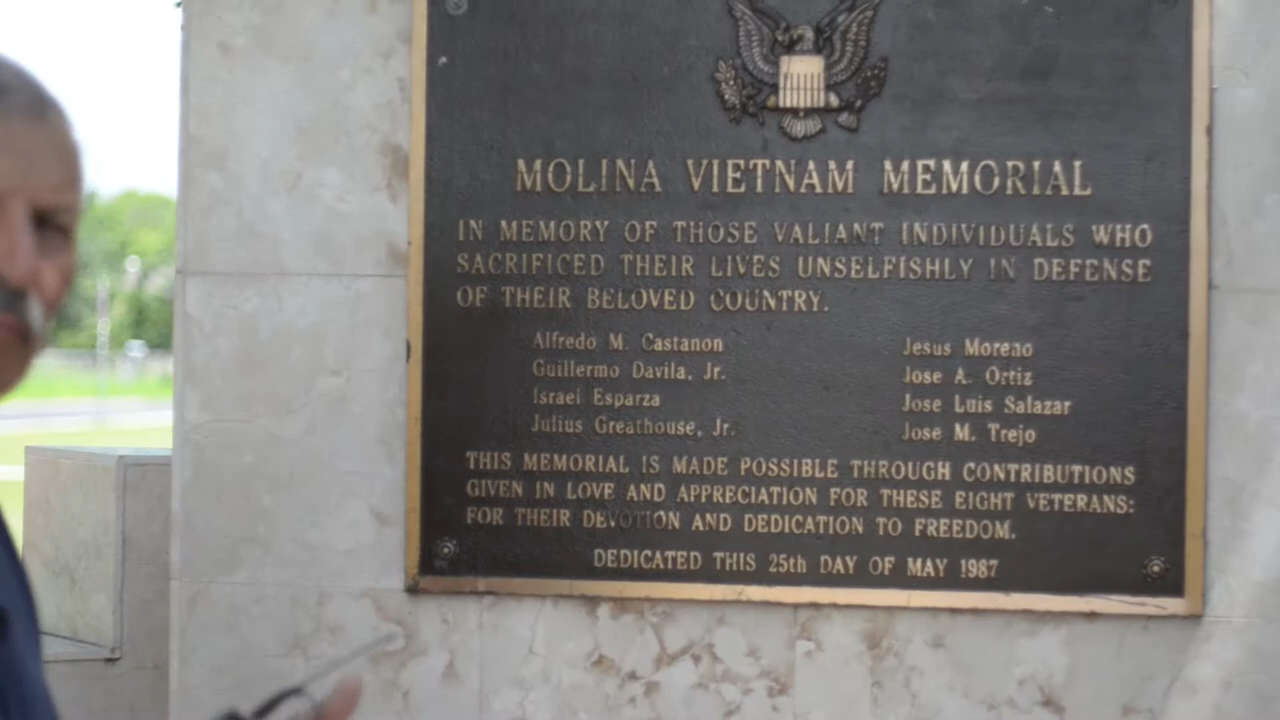 MOLINA VIETNAM MEMORIAL
IN MEMORY OF THOSE VALIANT INDIVIDUALS WHO
SACRIFICED THEIR LIVES UNSELFISHLY IN DEFENSE
OF THEIR BELOVED COUNTRY.
Alfredo M. Castanon
Guillermo Davila, Jr.
Israel Esparza
Julius Greathouse, Jr.
Jesus Moreno
Jose A. Ortiz
Jose Luis Salazar
Jose M. Trejo
THIS MEMORIAL IS MADE POSSIBLE THROUGH CONTRIBUTIONS
GIVEN IN LOVE AND APPRECIATION FOR THESE EIGHT VETERANS:
FOR THEIR DEVOTION AND DEDICATION TO FREEDOM.
DEDICATED THIS 25th DAY OF MAY 1987